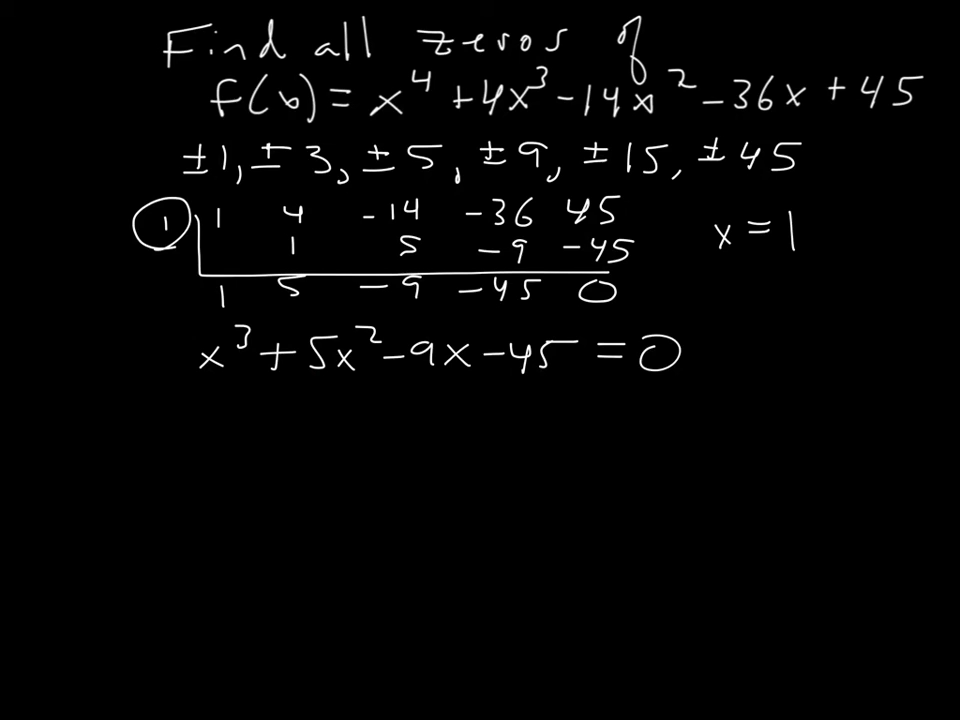 Find all zeros of
f(x) = x⁴ + 4x³ - 14x² - 36x + 45
±1, ±3, ±5, ±9, ±15, ±45
1 | 1 4 -14 -36 45 x = 1
1 5 -9 -45
1 5 -9 -45 0
x³ + 5x² - 9x - 45 = 0